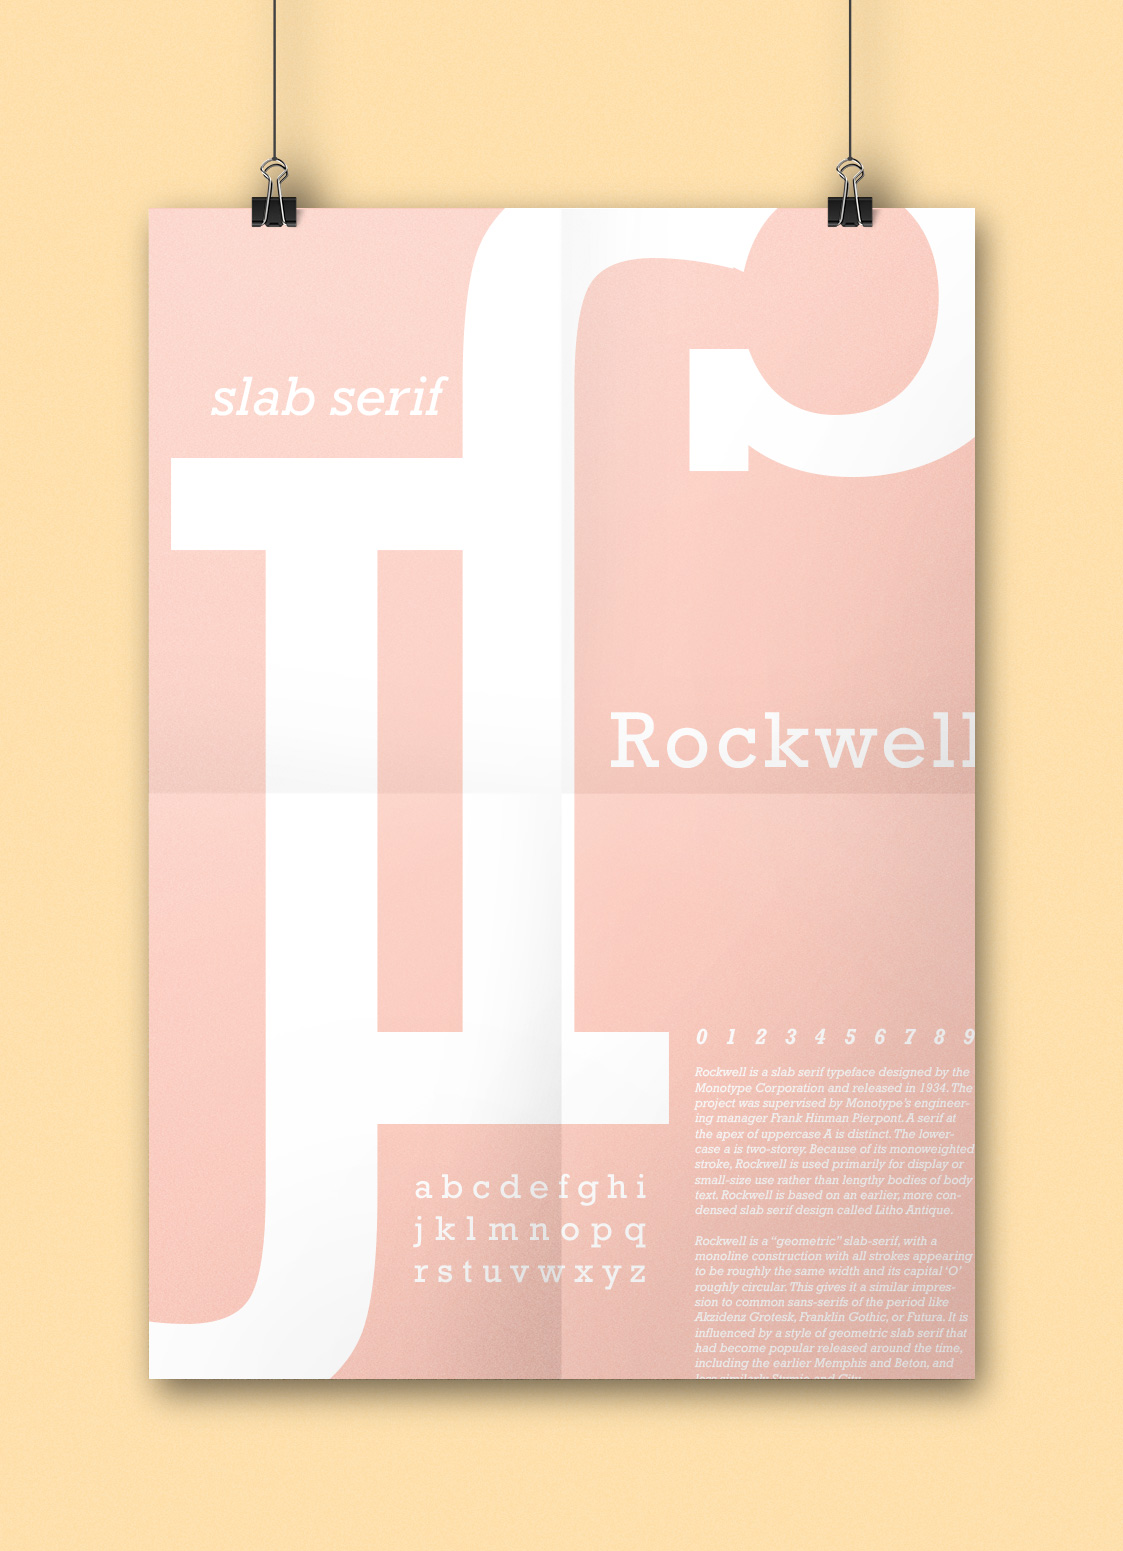 slab serif
Rockwell
0 1 2 3 4 5 6 7 8 9
Rockwell is a slab serif typeface designed by the
Monotype Corporation and released in 1934. The
project was supervised by Monotype's engineer-
ing manager Frank Hinman Pierpont. A serif at
the apex of uppercase A is distinct. The lower-
case a is two-storey. Because of its monoweighted
stroke, Rockwell is used primarily for display or
small-size use rather than lengthy bodies of body
text. Rockwell is based on an earlier, more con-
densed slab serif design called Litho Antique.
Rockwell is a “geometric” slab-serif, with a
monoline construction with all strokes appearing
to be roughly the same width and its capital ‘O’
roughly circular. This gives it a similar impres-
sion to common sans-serifs of the period like
Akzidenz Grotesk, Franklin Gothic, or Futura. It is
influenced by a style of geometric slab serif that
had become popular released around the time,
including the earlier Memphis and Beton, and
a b c d e f g h i
j k l m n o p q
r s t u v w x y z